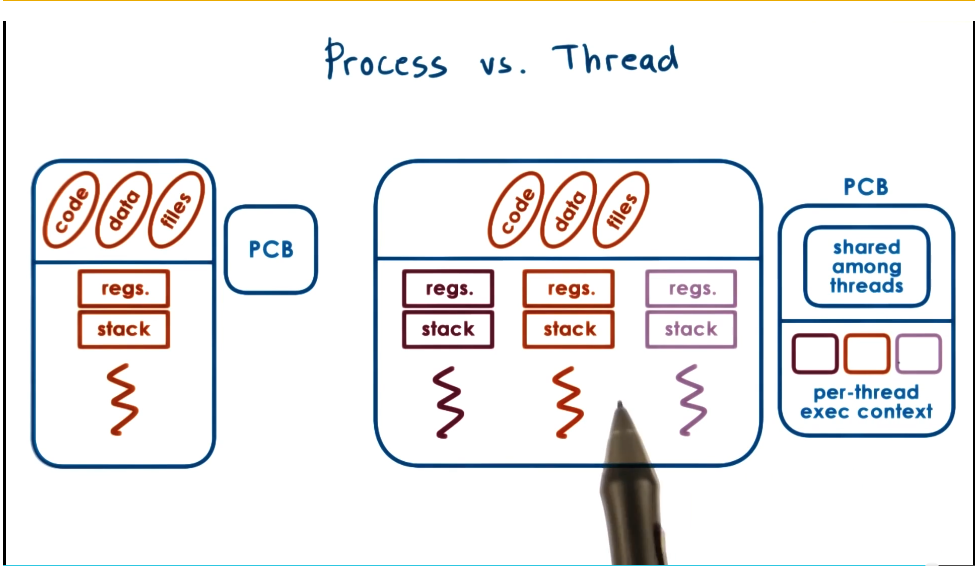 Process vs. Thread
code data files
PCB
regs.
stack
code data files
regs. regs. regs.
stack stack stack
PCB
shared
among
threads
per-thread
exec context